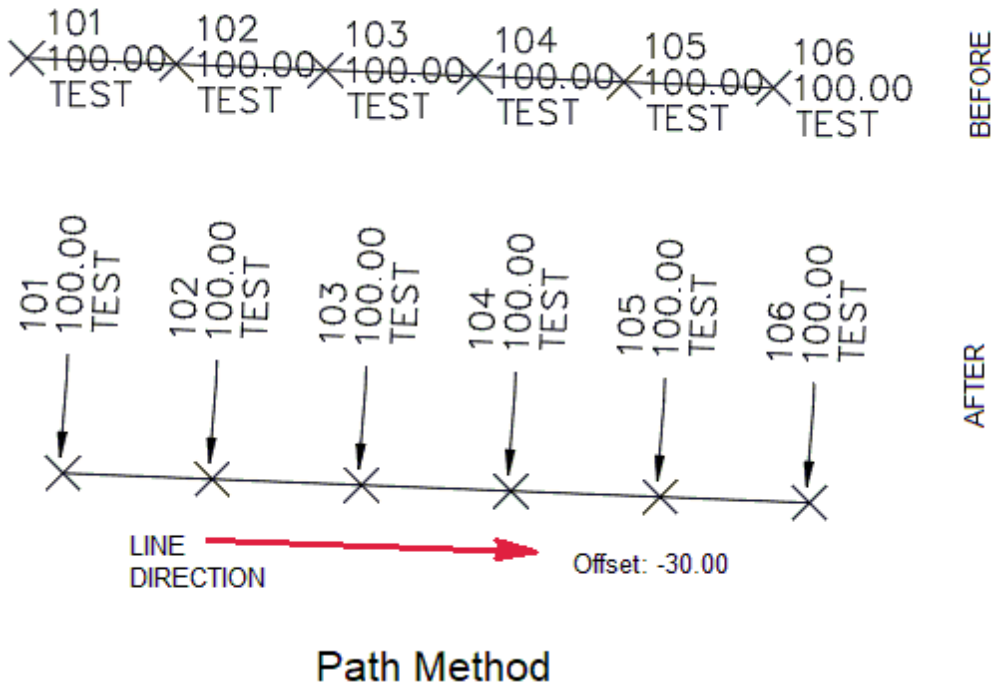 101
100.00
TEST
102
100.00
TEST
103
100.00
TEST
104
100.00
TEST
105
100.00
TEST
106
100.00
TEST
BEFORE
101
100.00
TEST
102
100.00
TEST
103
100.00
TEST
104
100.00
TEST
105
100.00
TEST
106
100.00
TEST
AFTER
LINE
DIRECTION
Offset: -30.00
Path Method